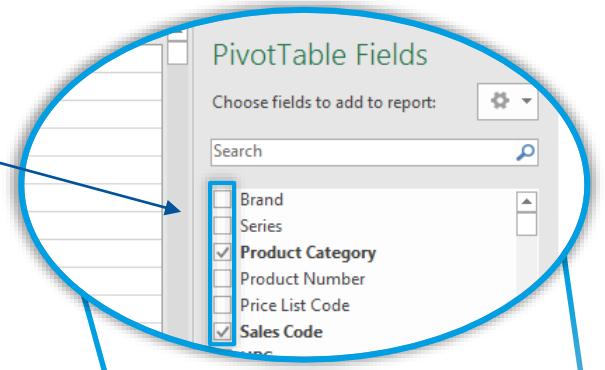 PivotTable Fields
Choose fields to add to report:
Search
Brand
Series
Product Category
Product Number
Price List Code
Sales Code